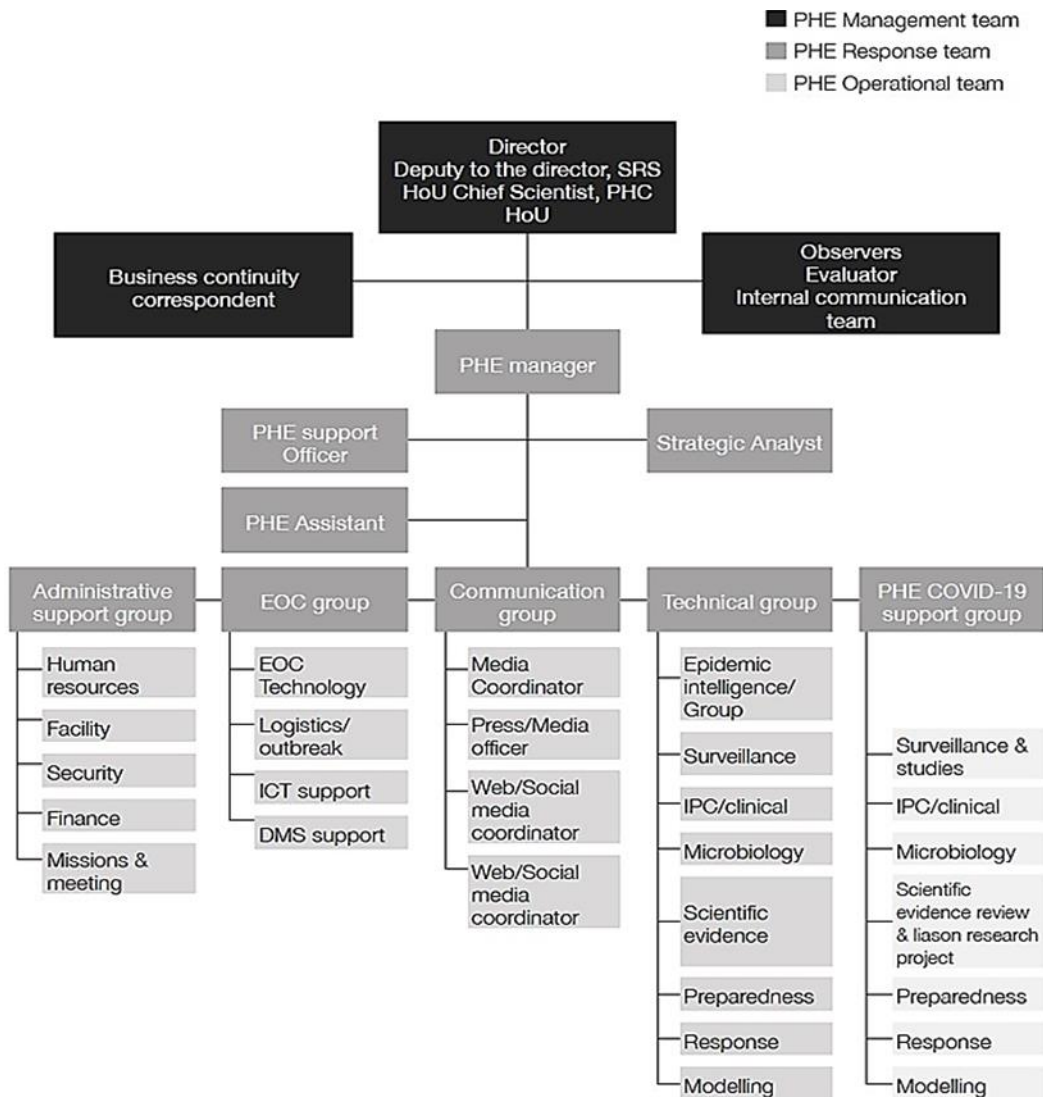 PHE Management team
PHE Response team
PHE Operational team
Director
Deputy to the director, SRS
HoU Chief Scientist, PHC
HoU
Business continuity
correspondent
Observers
Evaluator
Internal communication
team
PHE manager
PHE support
Officer
Strategic Analyst
PHE Assistant
Administrative
support group
EOC group
Communication
group
Technical group
PHE COVID-19
support group
Human
resources
Facility
Security
Finance
Missions &
meeting
EOC
Technology
Logistics/
outbreak
ICT support
DMS support
Media
Coordinator
Press/Media
officer
Web/Social
media
coordinator
Web/Social
media
coordinator
Epidemic
intelligence/
Group
Surveillance
IPC/clinical
Microbiology
Scientific
evidence
Preparedness
Response
Modelling
Surveillance &
studies
IPC/clinical
Microbiology
Scientific
evidence review
& liason research
project
Preparedness
Response
Modelling